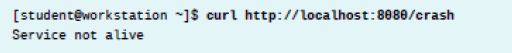 [student@workstation ~]$ curl http://localhost:8080/crash
Service not alive